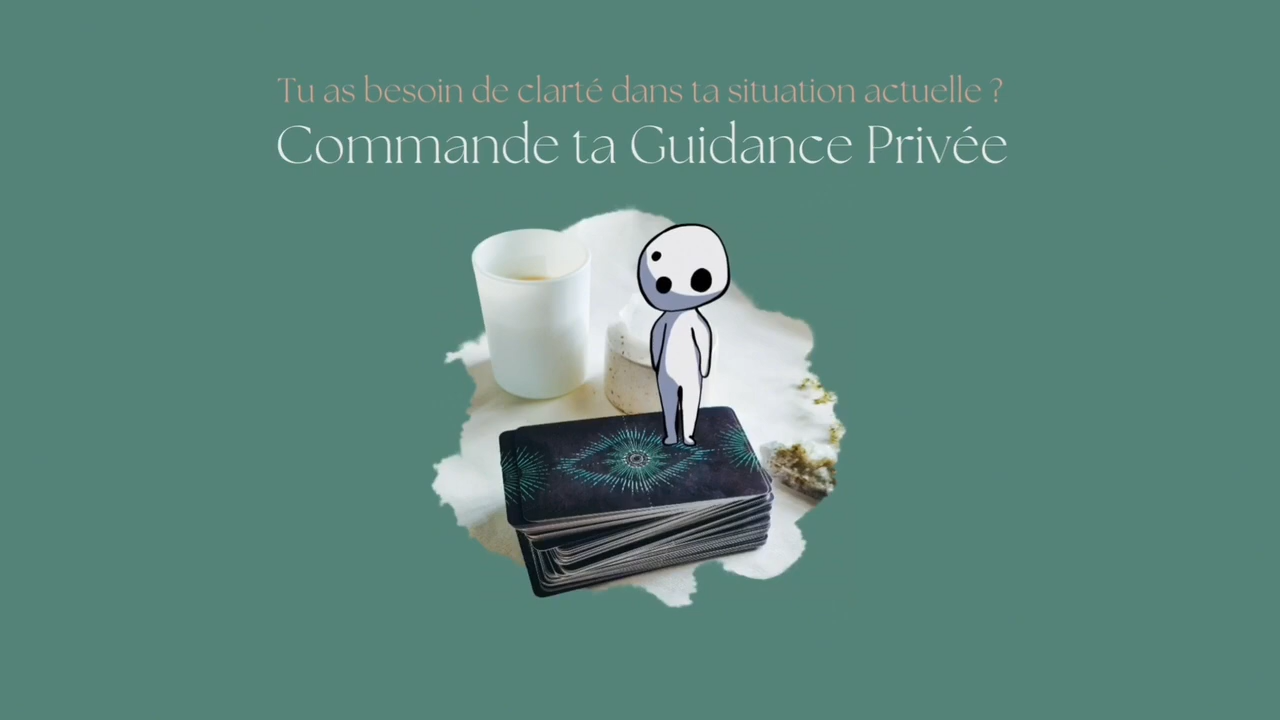 Tu as besoin de clarté dans ta situation actuelle ?
Commande ta Guidance Privée